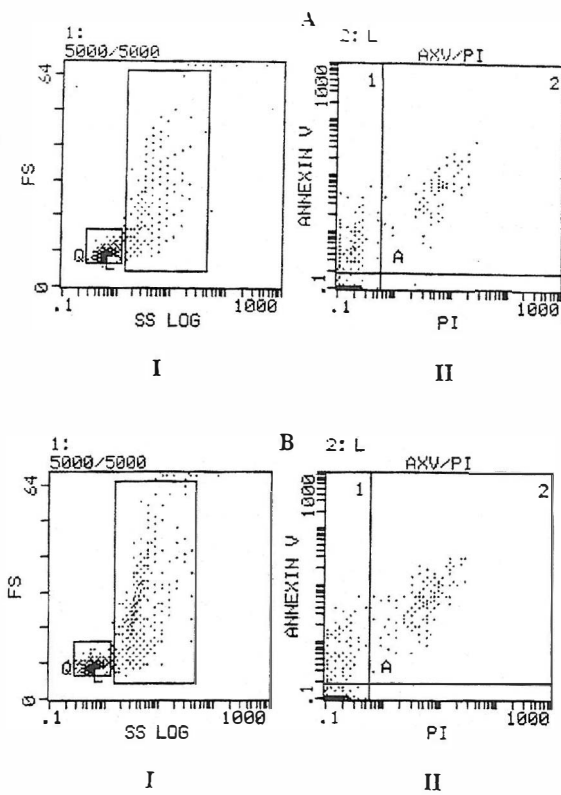 A
1:
5000/5000
2: L
AXV/PI
64
FS
0
Q
L
.1
1000
SS LOG
1000
ANNEXIN V
.1
1
2
A
.1
1000
PI
I
II
B
1:
5000/5000
2: L
AXV/PI
64
FS
0
Q
L
.1
1000
SS LOG
1000
ANNEXIN V
.1
1
2
A
.1
1000
PI
I
II